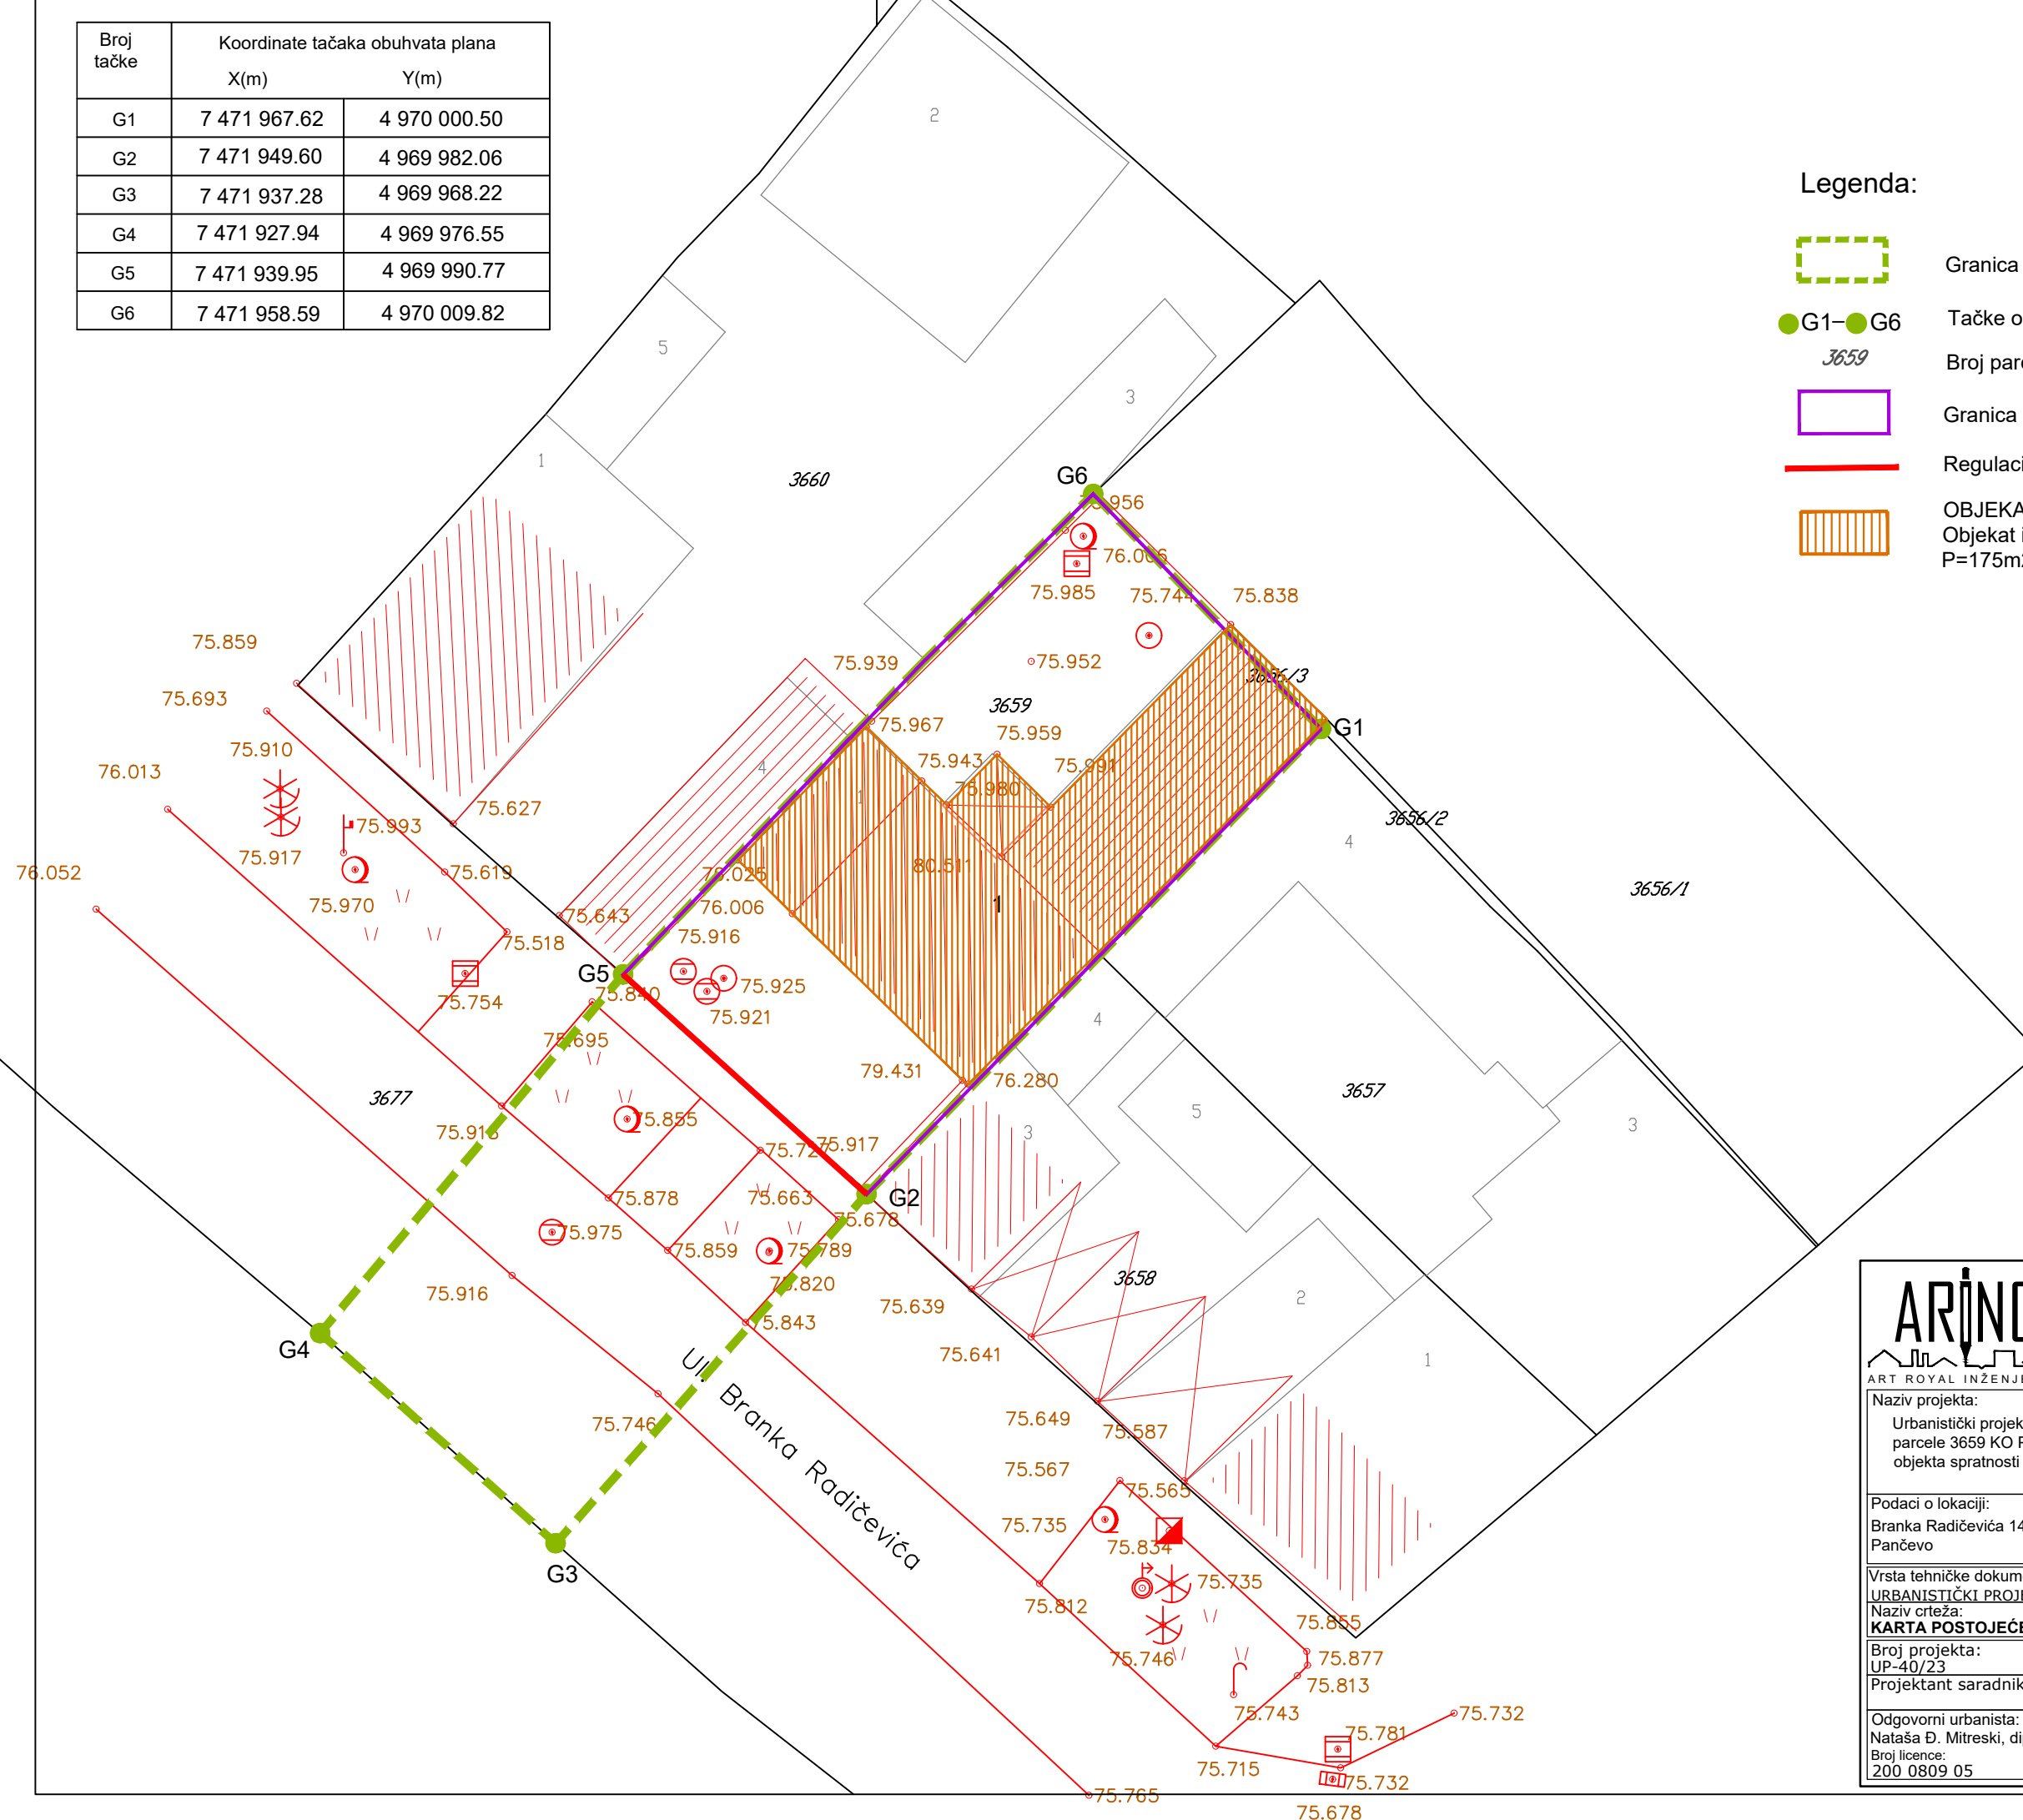 Broj tačke
Koordinate tačaka obuhvata plana
X(m) Y(m)
G1 7 471 967.62 4 970 000.50
G2 7 471 949.60 4 969 982.06
G3 7 471 937.28 4 969 968.22
G4 7 471 927.94 4 969 976.55
G5 7 471 939.95 4 969 990.77
G6 7 471 958.59 4 970 009.82
Legenda:
Granica
G1–G6 Tačke o
3659 Broj par
Granica
Regulaci
OBJEKA
Objekat i
P=175m
2
5
3
1
3660
G6
76.006
75.985
75.744
75.838
75.859
75.939
75.952
3656/3
75.693
3659
75.967
75.959
G1
75.910
76.013
75.943
75.991
4
75.980
1
75.627
75.993
3656/2
4
75.917
75.619
76.052
80.511
76.025
3656/1
75.970
76.006
1
75.643
75.916
75.518
G5
75.925
75.754
75.840
75.921
4
75.695
79.431
76.280
3657
3677
5
75.855
3
3
75.917
75.727
75.878
75.663
G2
75.678
75.975
75.859
75.789
3658
75.820
75.916
2
75.639
75.843
G4
75.641
1
Ul. Branka Radičevića
75.746
75.649
75.587
75.567
75.565
75.735
75.834
G3
75.735
75.812
75.855
75.746
75.877
75.813
75.743
75.732
75.781
75.715
75.732
75.765
75.678
ART ROYAL
Naziv projekta:
Urbanistički projek
parcele 3659 KO
objekta spratnosti
Podaci o lokaciji:
Branka Radičevića 14
Pančevo
Vrsta tehničke dokum
URBANISTIČKI PROJ
Naziv crteža:
KARTA POSTOJEĆE
Broj projekta:
UP-40/23
Projektant saradnik
Odgovorni urbanista:
Nataša Đ. Mitreski, di
Broj licence:
200 0809 05